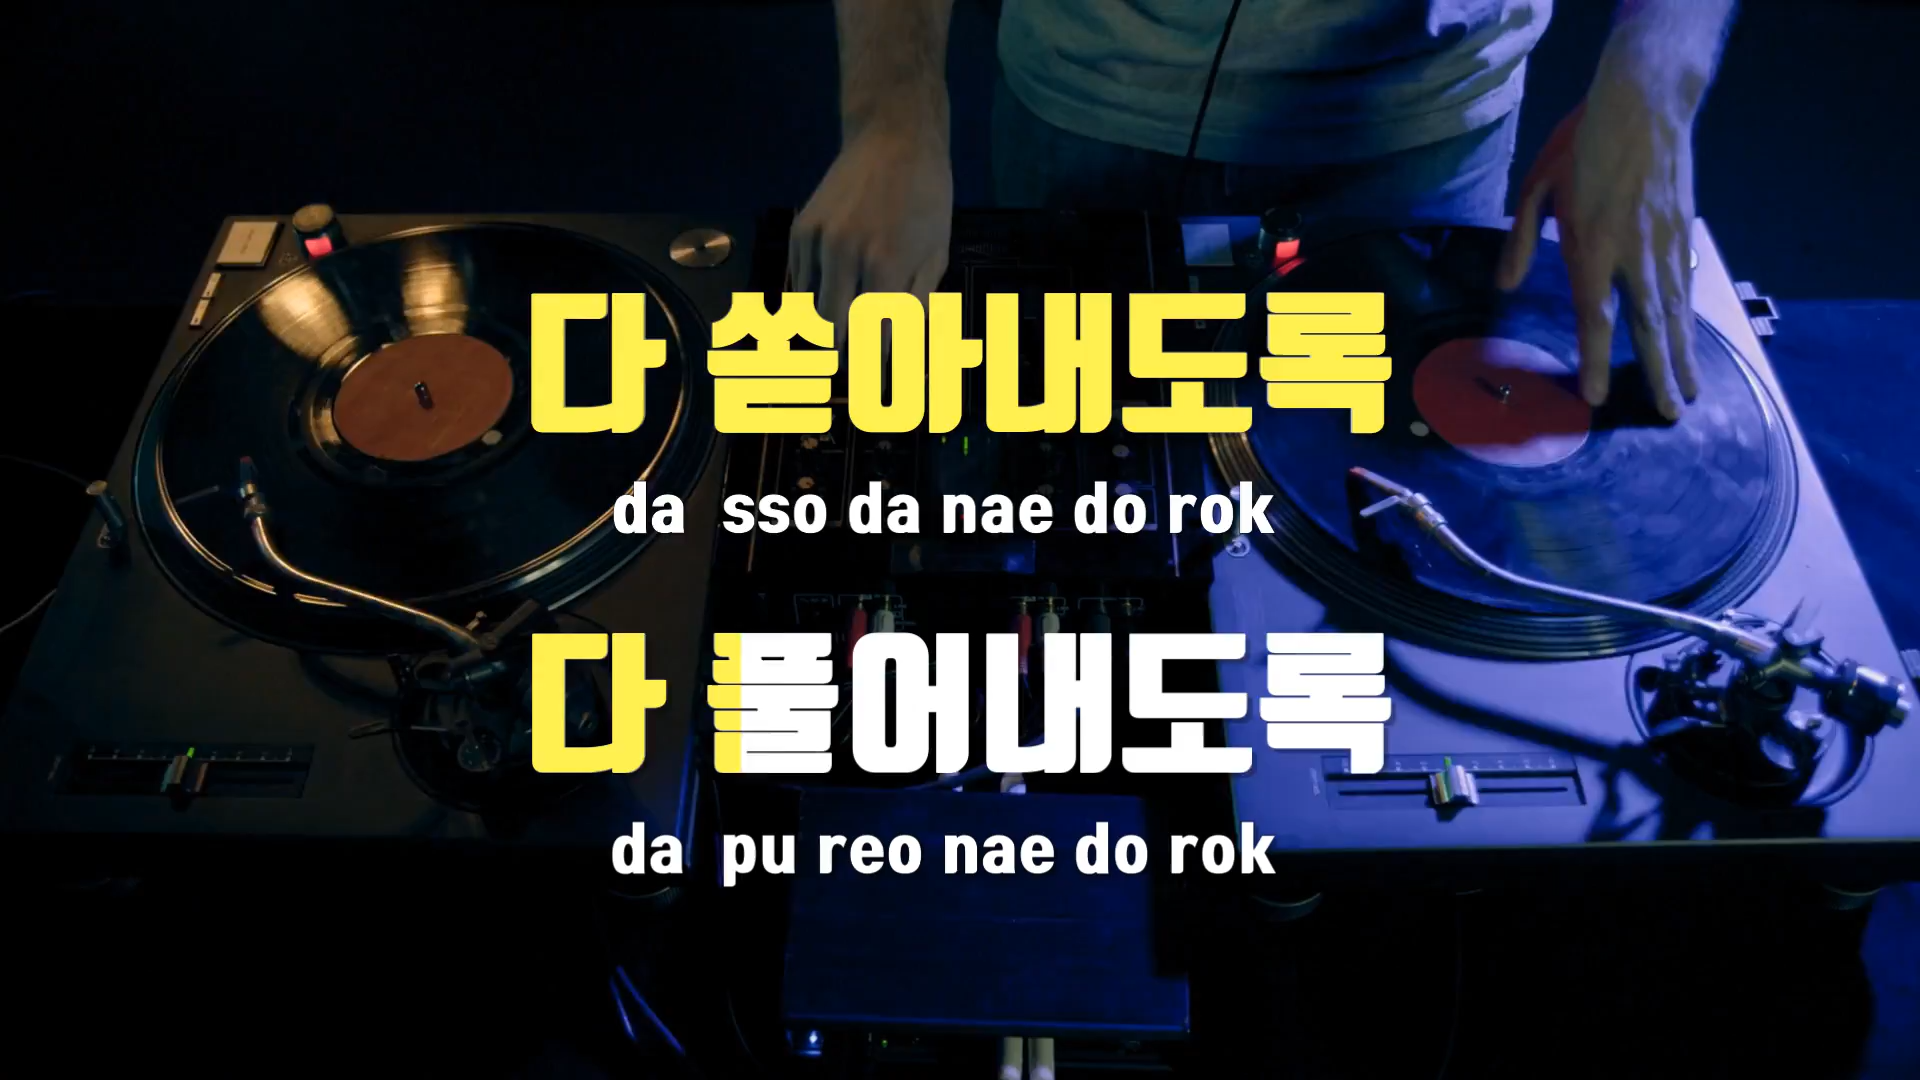 다 쏟아내도록
da sso da nae do rok
다 풀어내도록
da pu reo nae do rok